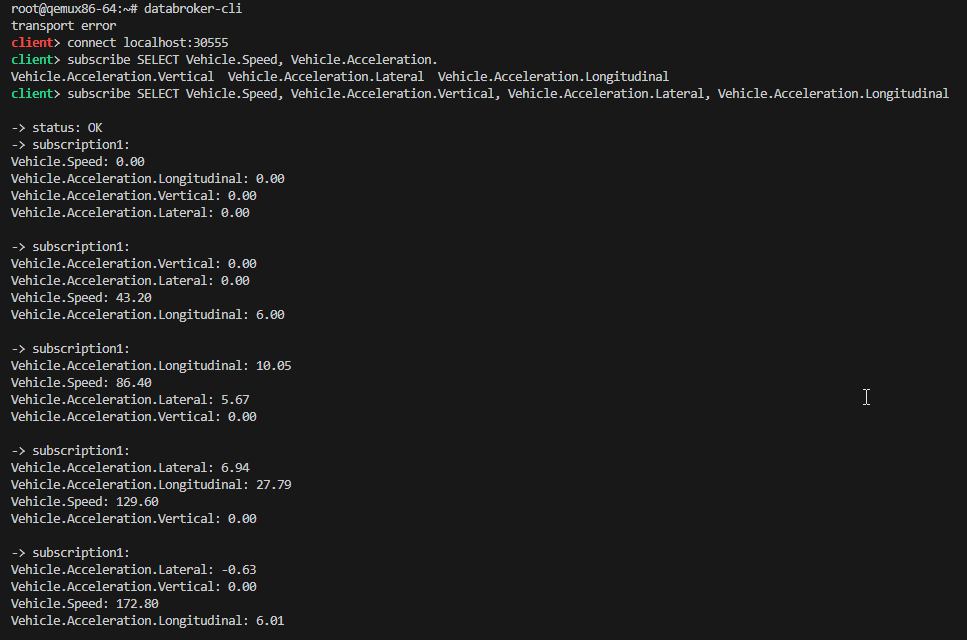 root@qemux86-64:~# databroker-cli
transport error
client> connect localhost:30555
client> subscribe SELECT Vehicle.Speed, Vehicle.Acceleration.
Vehicle.Acceleration.Vertical  Vehicle.Acceleration.Lateral  Vehicle.Acceleration.Longitudinal
client> subscribe SELECT Vehicle.Speed, Vehicle.Acceleration.Vertical, Vehicle.Acceleration.Lateral, Vehicle.Acceleration.Longitudinal
-> status: OK
-> subscription1:
Vehicle.Speed: 0.00
Vehicle.Acceleration.Longitudinal: 0.00
Vehicle.Acceleration.Vertical: 0.00
Vehicle.Acceleration.Lateral: 0.00
-> subscription1:
Vehicle.Acceleration.Vertical: 0.00
Vehicle.Acceleration.Lateral: 0.00
Vehicle.Speed: 43.20
Vehicle.Acceleration.Longitudinal: 6.00
-> subscription1:
Vehicle.Acceleration.Longitudinal: 10.05
Vehicle.Speed: 86.40
Vehicle.Acceleration.Lateral: 5.67
Vehicle.Acceleration.Vertical: 0.00
-> subscription1:
Vehicle.Acceleration.Lateral: 6.94
Vehicle.Acceleration.Longitudinal: 27.79
Vehicle.Speed: 129.60
Vehicle.Acceleration.Vertical: 0.00
-> subscription1:
Vehicle.Acceleration.Lateral: -0.63
Vehicle.Acceleration.Vertical: 0.00
Vehicle.Speed: 172.80
Vehicle.Acceleration.Longitudinal: 6.01